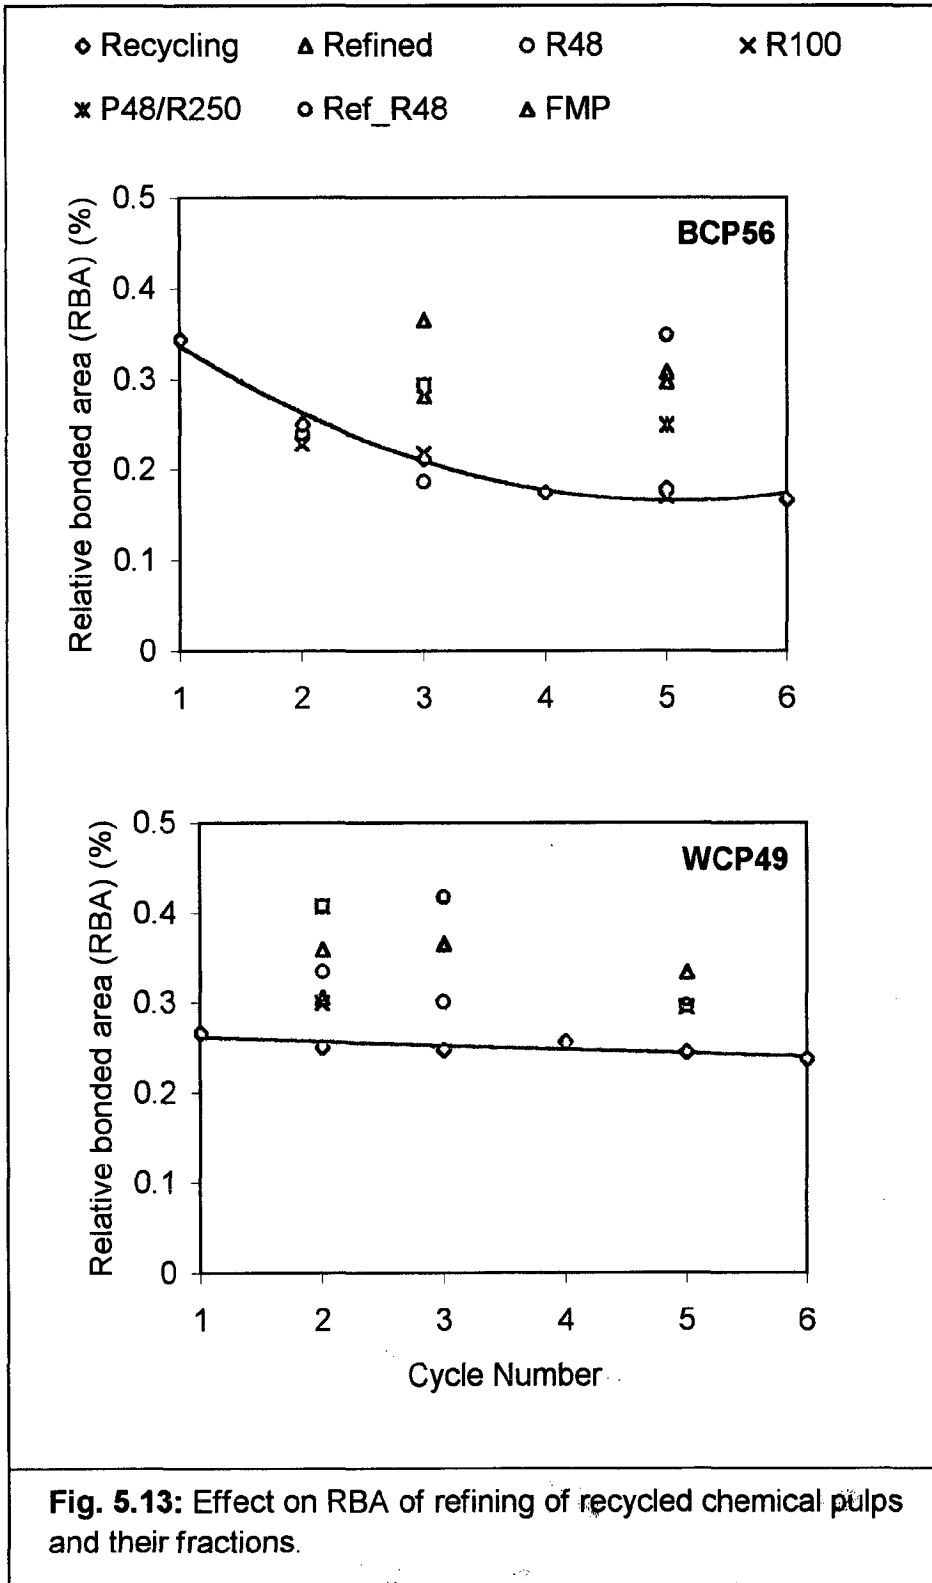 Recycling Refined R48 R100
P48/R250 Ref_R48 FMP
BCP56
Relative bonded area (RBA) (%)
0.5
0.4
0.3
0.2
0.1
0
1 2 3 4 5 6
WCP49
Relative bonded area (RBA) (%)
0.5
0.4
0.3
0.2
0.1
0
1 2 3 4 5 6
Cycle Number
Fig. 5.13: Effect on RBA of refining of recycled chemical pulps
and their fractions.